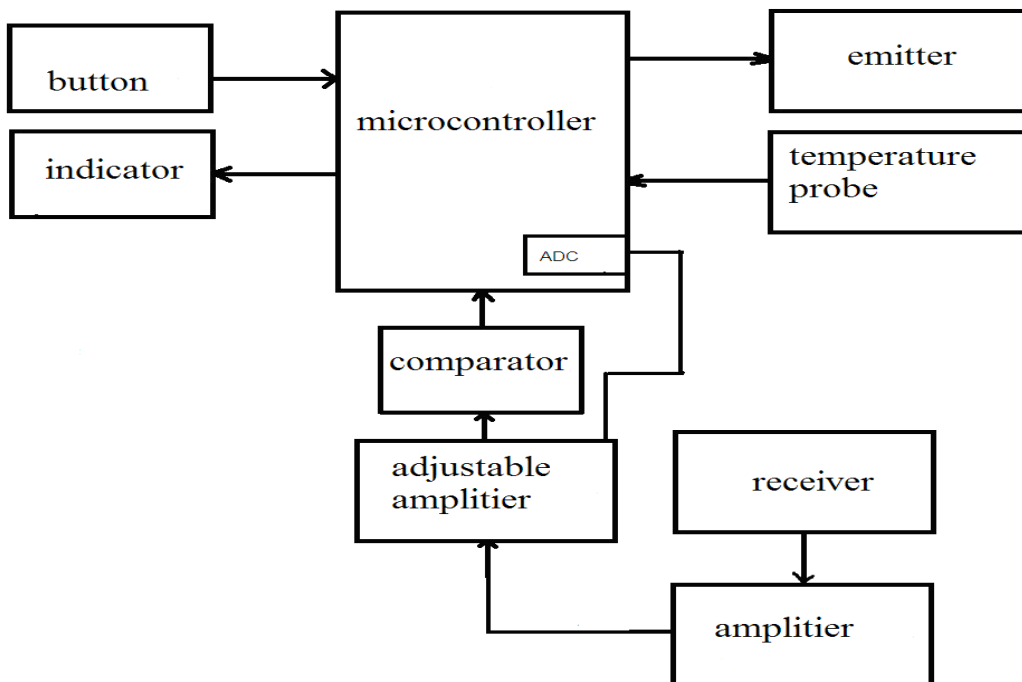 button
microcontroller
emitter
indicator
temperature
probe
ADC
comparator
adjustable
amplitier
receiver
amplitier